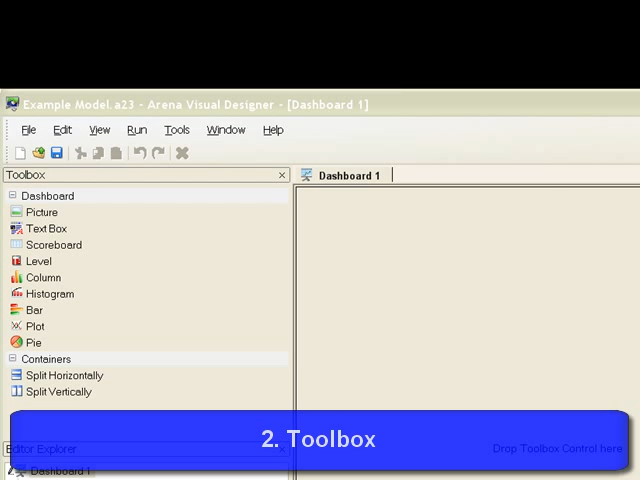 Example Model.a23 - Arena Visual Designer - [Dashboard 1]
File Edit View Run Tools Window Help
Toolbox
Dashboard 1
Dashboard
Picture
Text Box
Scoreboard
Level
Column
Histogram
Bar
Plot
Pie
Containers
Split Horizontally
Split Vertically
2. Toolbox
Editor Explorer
Drop Toolbox Control here
Dashboard 1